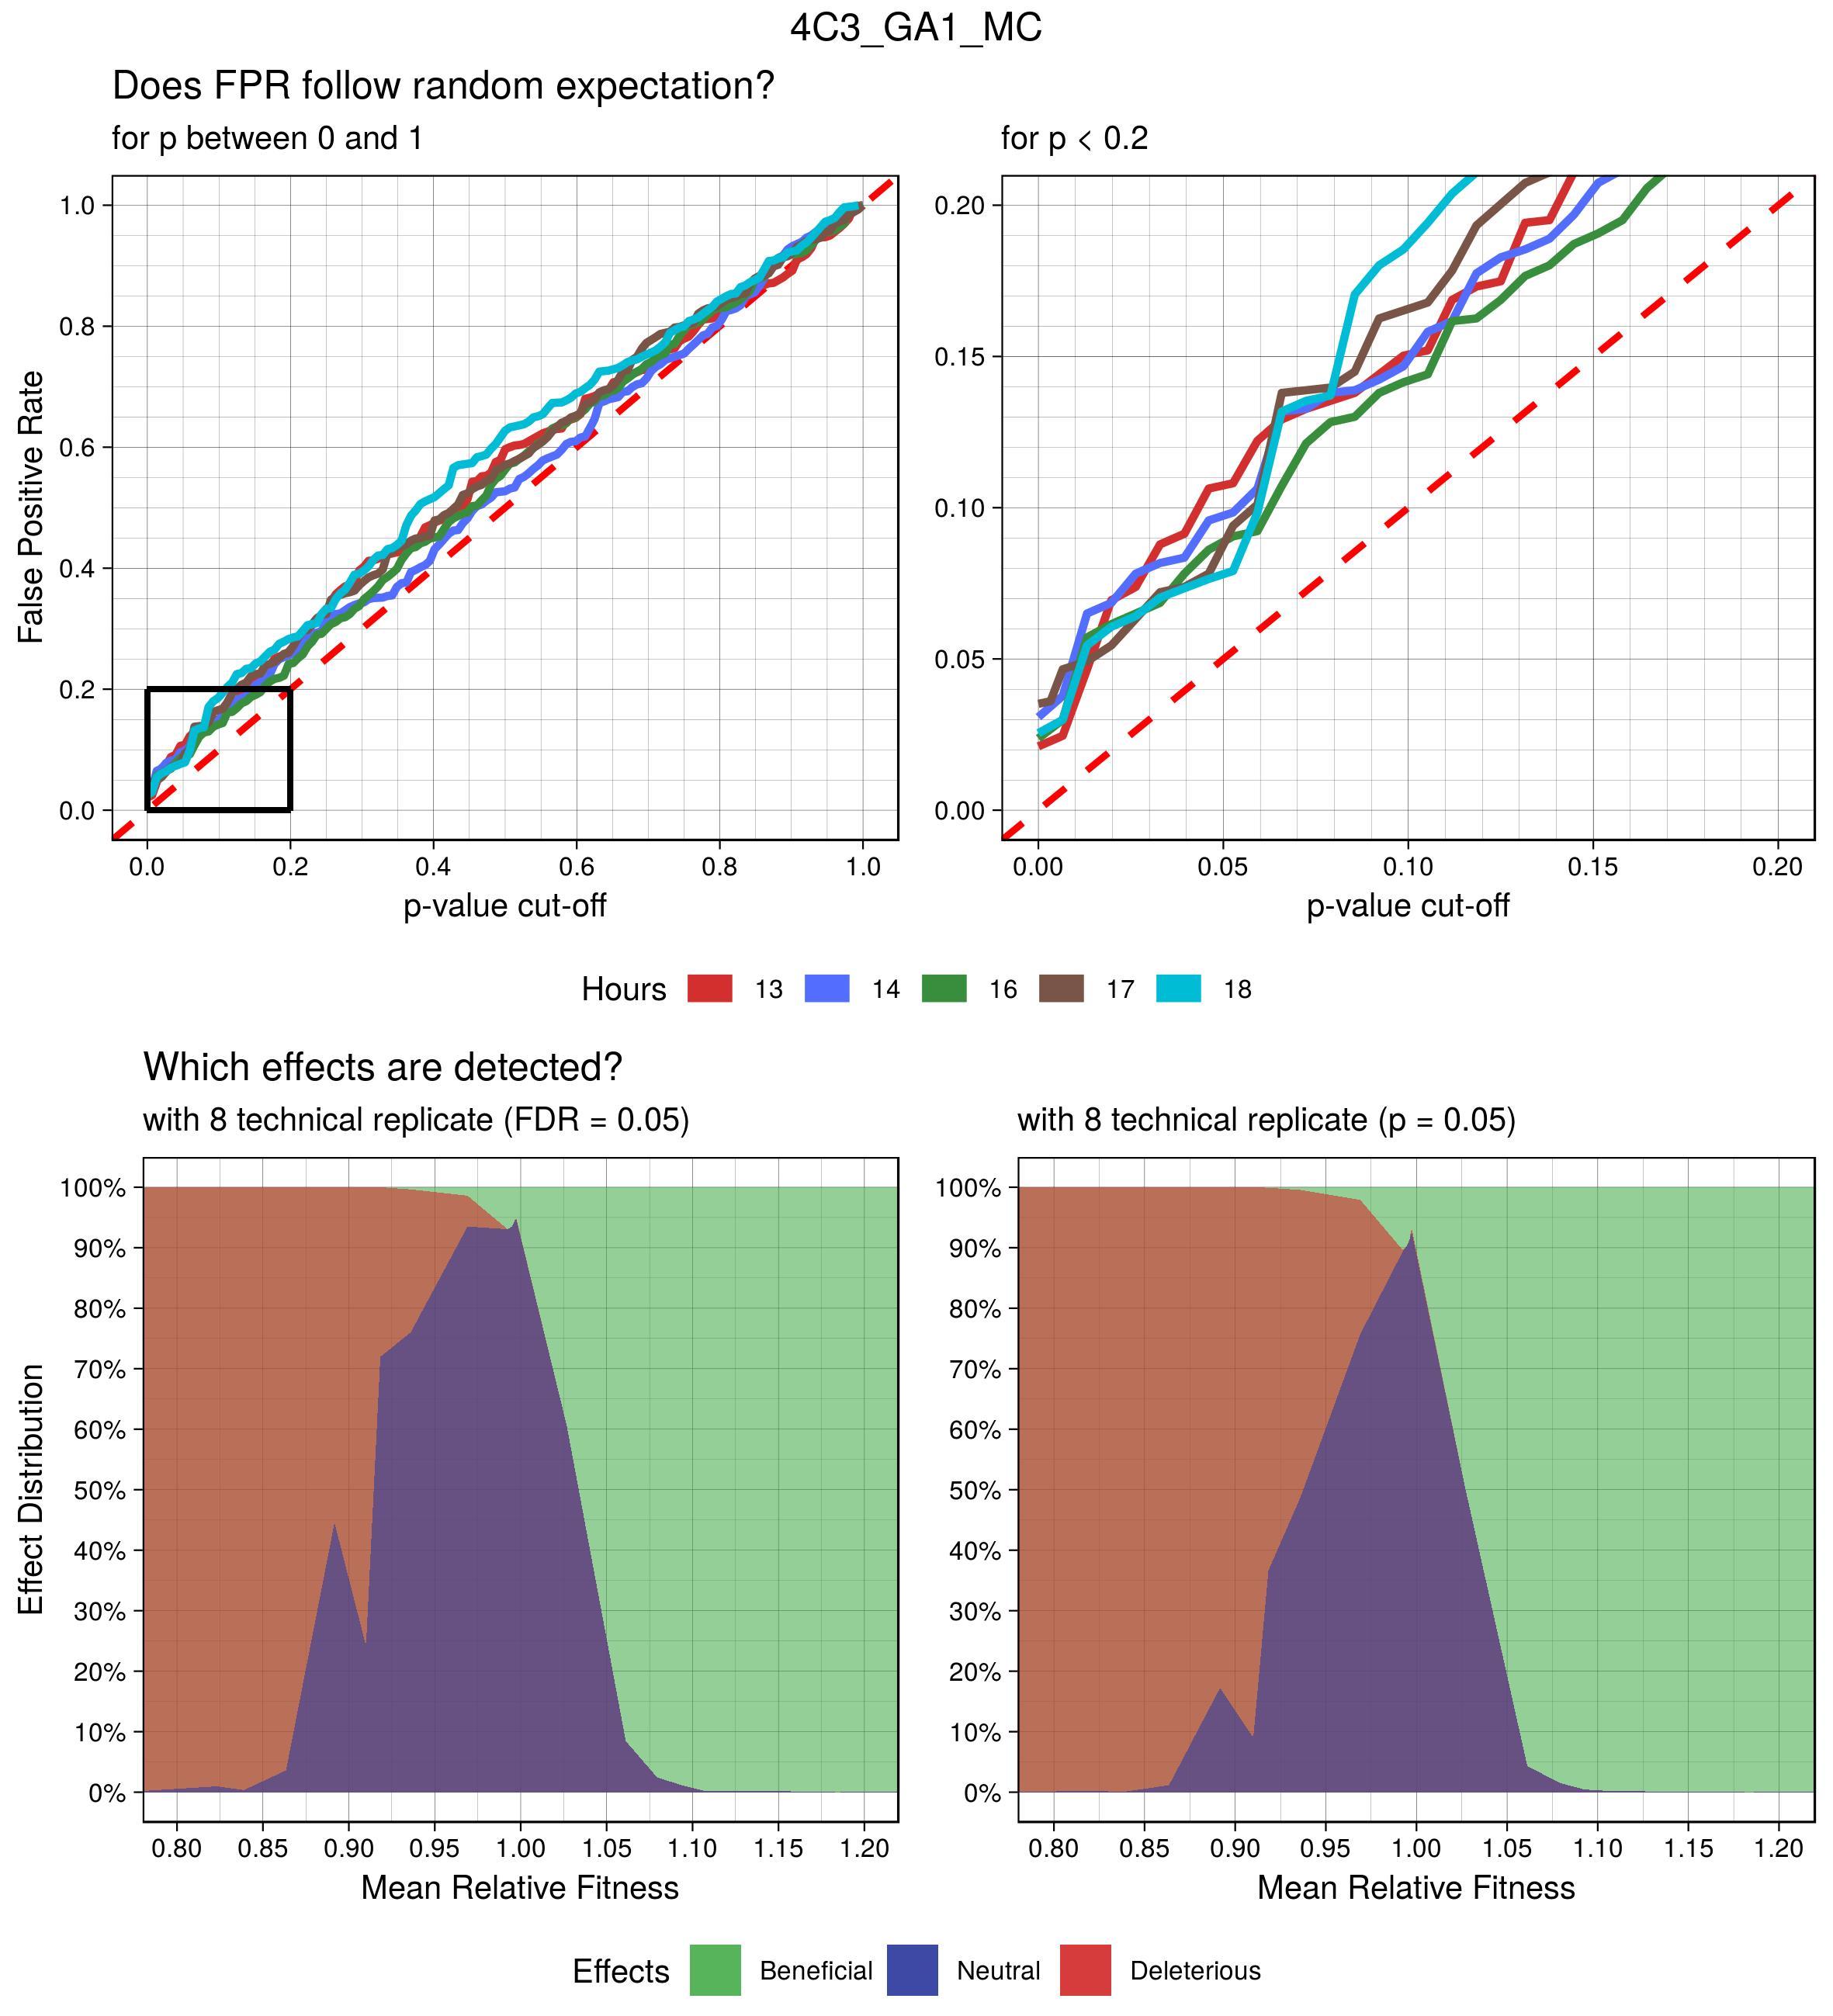 4C3_GA1_MC
Does FPR follow random expectation?
for p between 0 and 1
for p < 0.2
False Positive Rate
1.0
0.8
0.6
0.4
0.2
0.0
0.0 0.2 0.4 0.6 0.8 1.0
p-value cut-off
0.20
0.15
0.10
0.05
0.00
0.00 0.05 0.10 0.15 0.20
p-value cut-off
Hours 13 14 16 17 18
Which effects are detected?
with 8 technical replicate (FDR = 0.05)
with 8 technical replicate (p = 0.05)
Effect Distribution
100%
90%
80%
70%
60%
50%
40%
30%
20%
10%
0%
0.80 0.85 0.90 0.95 1.00 1.05 1.10 1.15 1.20
Mean Relative Fitness
100%
90%
80%
70%
60%
50%
40%
30%
20%
10%
0%
0.80 0.85 0.90 0.95 1.00 1.05 1.10 1.15 1.20
Mean Relative Fitness
Effects Beneficial Neutral Deleterious